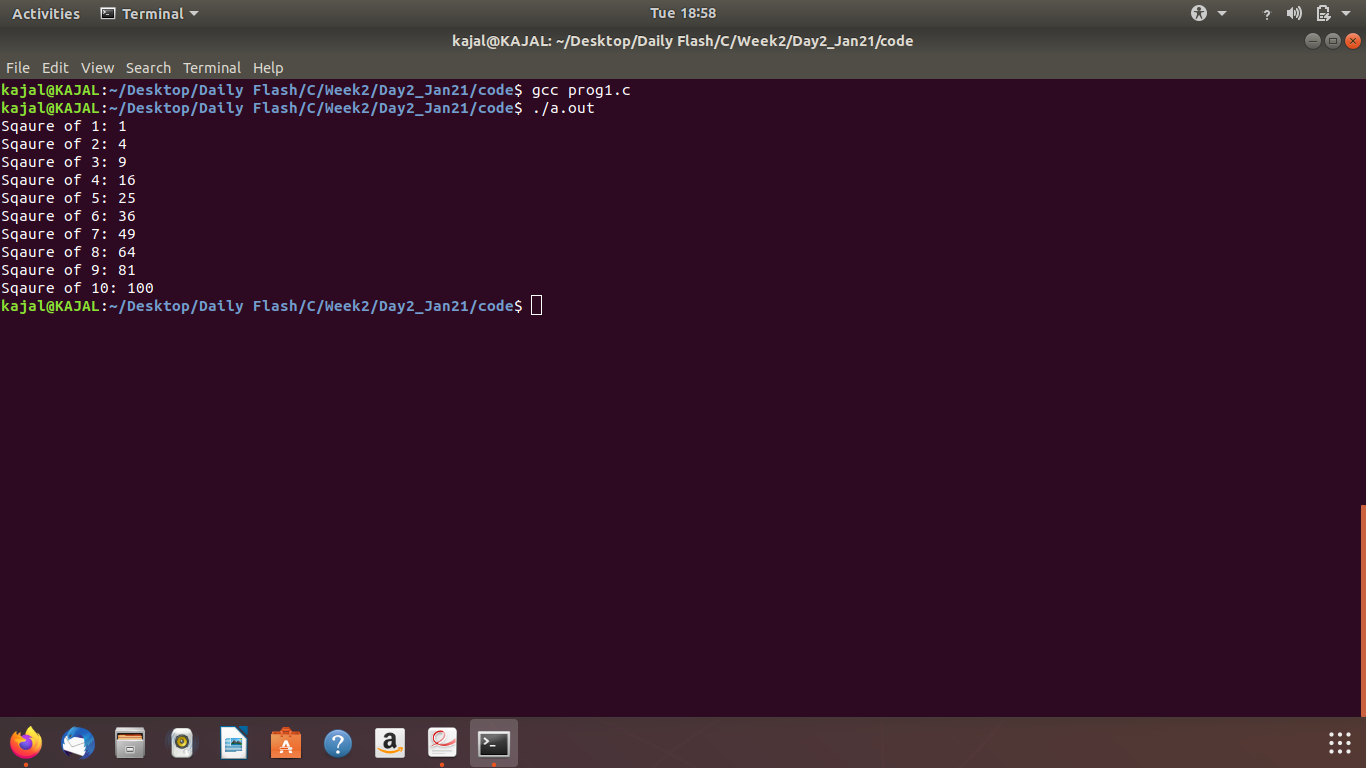 Activities Terminal Tue 18:58
kajal@KAJAL: ~/Desktop/Daily Flash/C/Week2/Day2_Jan21/code
File Edit View Search Terminal Help
kajal@KAJAL:~/Desktop/Daily Flash/C/Week2/Day2_Jan21/code$ gcc prog1.c
kajal@KAJAL:~/Desktop/Daily Flash/C/Week2/Day2_Jan21/code$ ./a.out
Sqaure of 1: 1
Sqaure of 2: 4
Sqaure of 3: 9
Sqaure of 4: 16
Sqaure of 5: 25
Sqaure of 6: 36
Sqaure of 7: 49
Sqaure of 8: 64
Sqaure of 9: 81
Sqaure of 10: 100
kajal@KAJAL:~/Desktop/Daily Flash/C/Week2/Day2_Jan21/code$